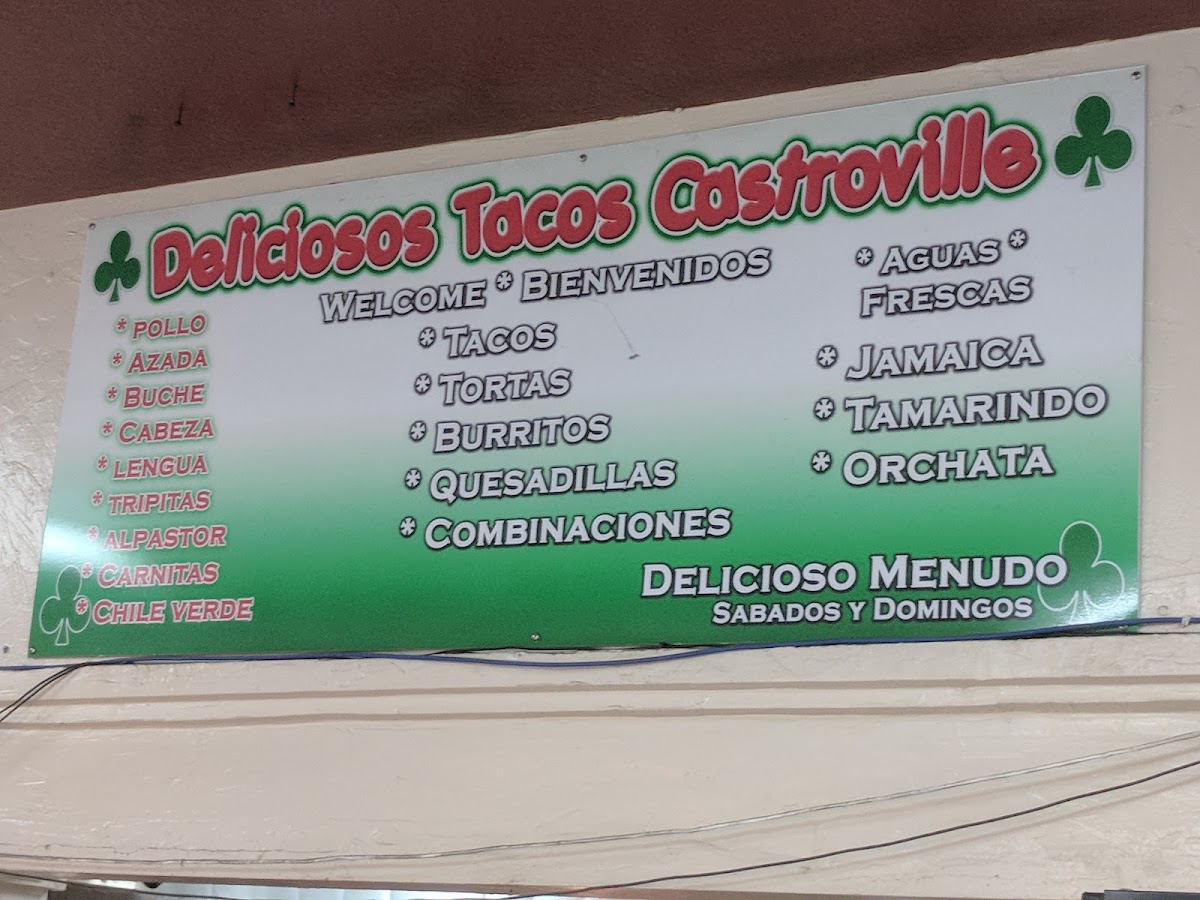 Deliciosos Tacos Castroville
WELCOME * BIENVENIDOS
* POLLO
* AZADA
* BUCHE
* CABEZA
* LENGUA
* TRIPITAS
* ALPASTOR
* CARNITAS
* CHILE VERDE
* TACOS
* TORTAS
* BURRITOS
* QUESADILLAS
* COMBINACIONES
* AGUAS *
FRESCAS
* JAMAICA
* TAMARINDO
* ORCHATA
DELICIOSO MENUDO
SABADOS Y DOMINGOS